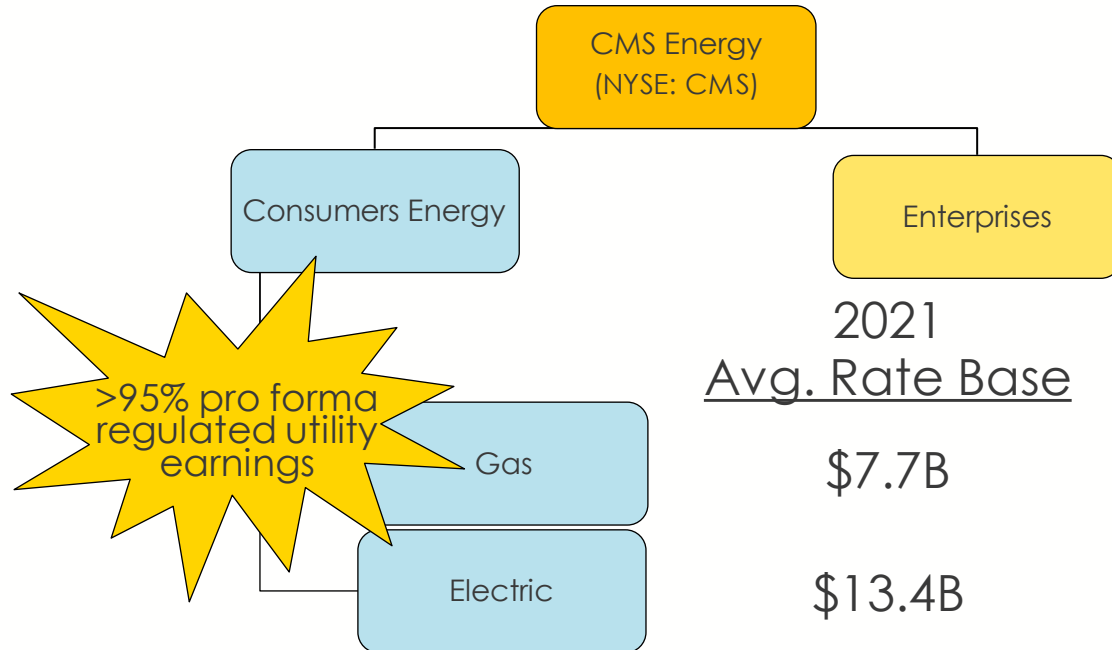 CMS Energy
(NYSE: CMS)
Consumers Energy
Enterprises
2021
Avg. Rate Base
>95% pro forma
regulated utility
earnings
Gas
$7.7B
Electric
$13.4B